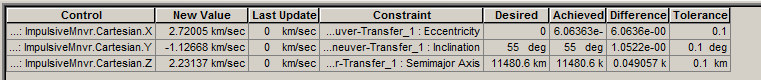 Control New Value Last Update Constraint Desired Achieved Difference Tolerance
...: ImpulsiveMnvr.Cartesian.X 2.72005 km/sec 0 km/sec ...uver-Transfer_1 : Eccentricity 0 6.06363e- 6.0636e-00 0.1
...: ImpulsiveMnvr.Cartesian.Y -1.12668 km/sec 0 km/sec ...neuver-Transfer_1 : Inclination 55 deg 55 deg 1.0522e-00 0.1 deg
...: ImpulsiveMnvr.Cartesian.Z 2.23137 km/sec 0 km/sec ...r-Transfer_1 : Semimajor Axis 11480.6 km 11480.6 k 0.049057 k 0.1 km